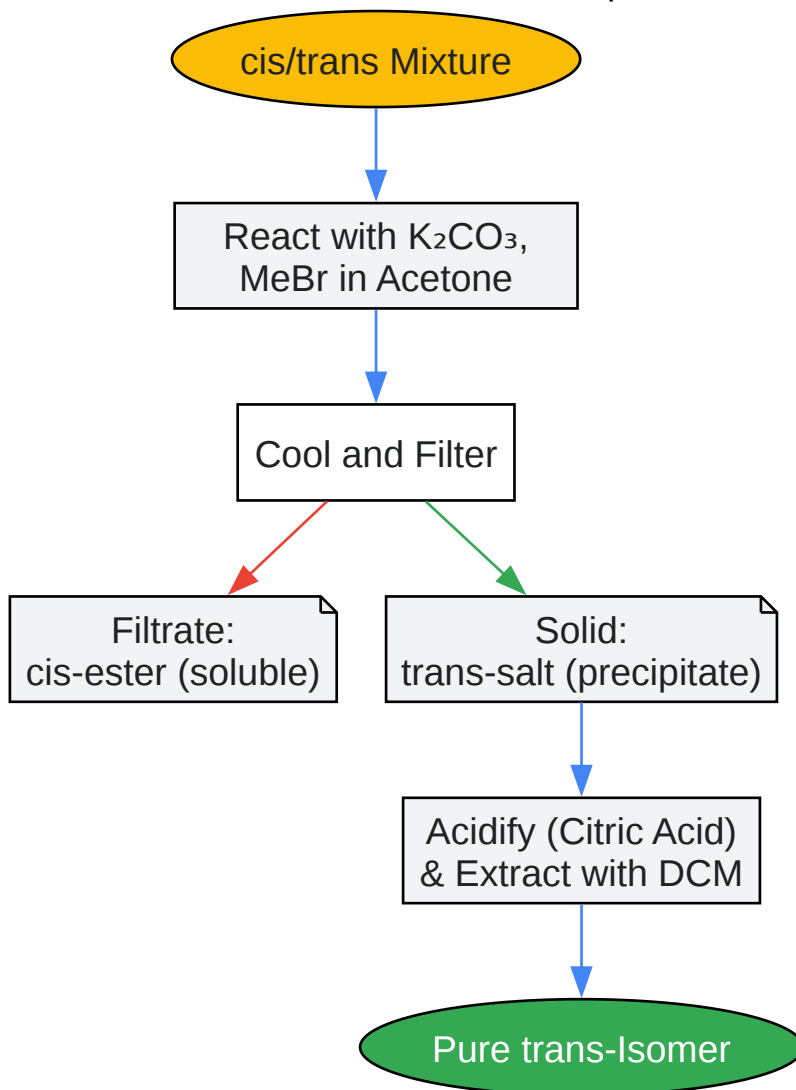 cis/trans Mixture
React with K₂CO₃,
MeBr in Acetone
Cool and Filter
Filtrate:
cis-ester (soluble)
Solid:
trans-salt (precipitate)
Acidify (Citric Acid)
& Extract with DCM
Pure trans-Isomer